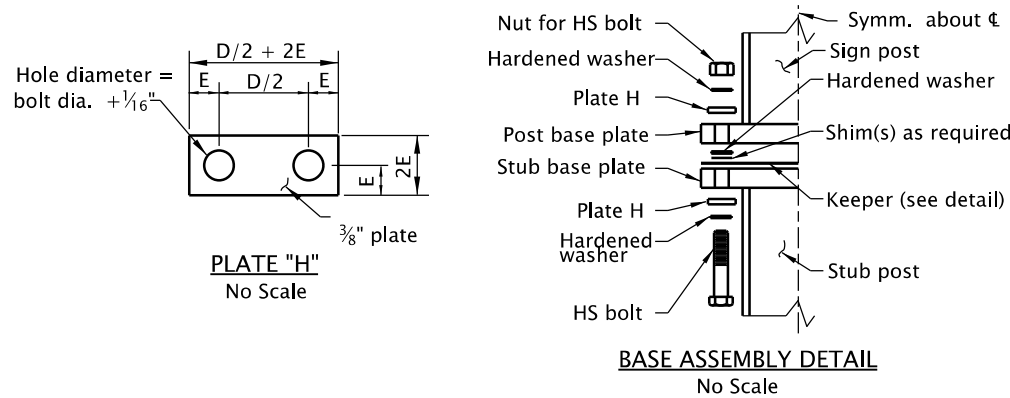 D/2 + 2E
E
D/2
E
Hole diameter =
bolt dia. +1/16"
E
2E
3/8" plate
PLATE "H"
No Scale
Nut for HS bolt
Hardened washer
Plate H
Post base plate
Stub base plate
Plate H
Hardened
washer
HS bolt
Symm. about ℄
Sign post
Hardened washer
Shim(s) as required
Keeper (see detail)
Stub post
BASE ASSEMBLY DETAIL
No Scale